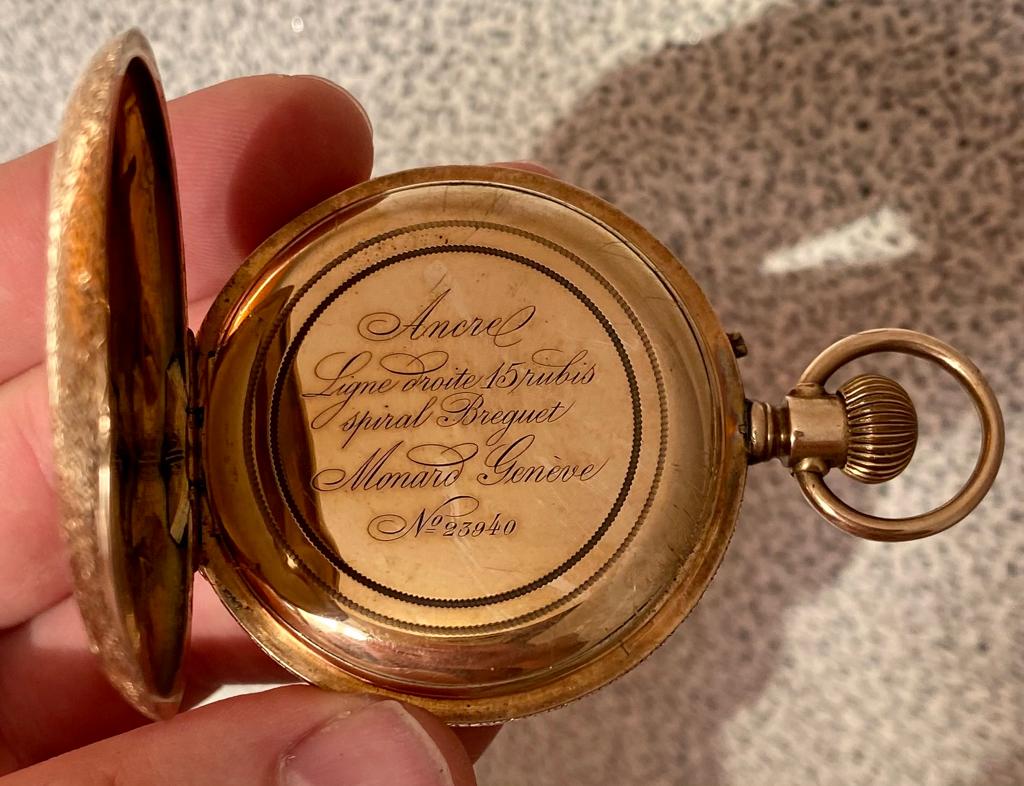 Ancre
Ligne droite 15 rubis
spiral Breguet
Monard Genève
Nº 23940